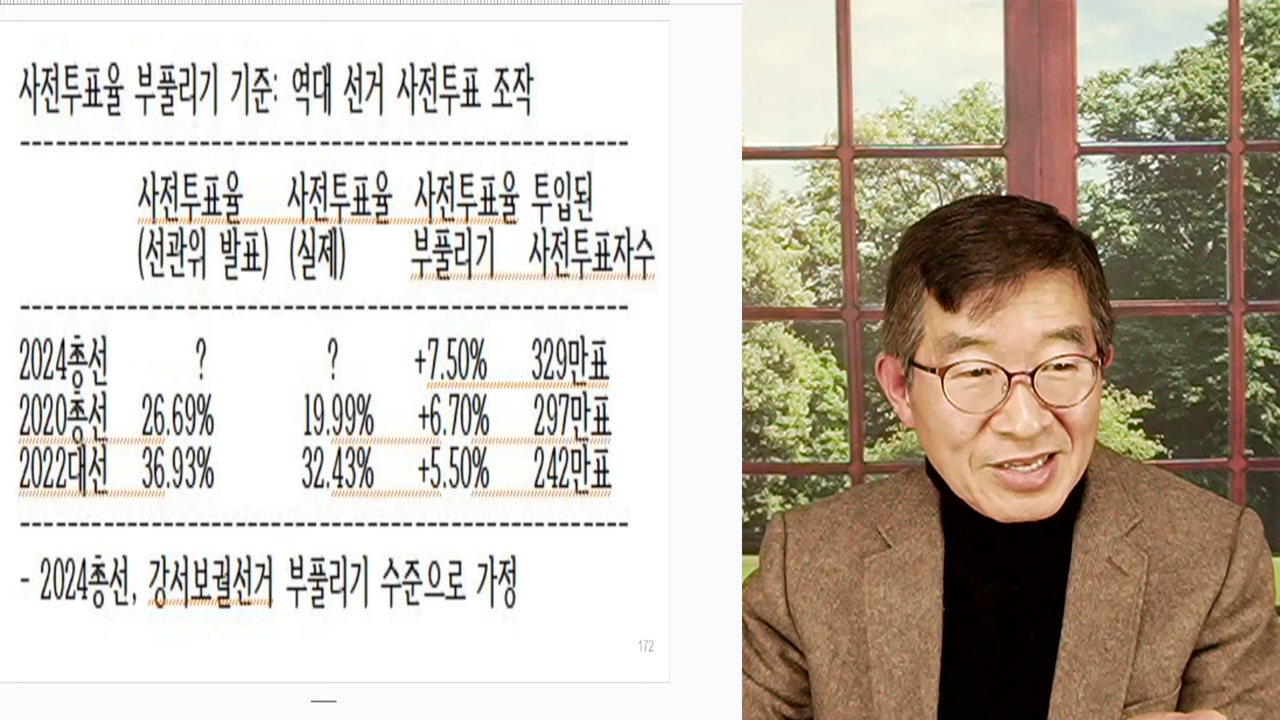 사전투표율 부풀리기 기준: 역대 선거 사전투표 조작
사전투표율 사전투표율 사전투표율 투입된
(선관위 발표) (실제) 부풀리기 사전투표자수
2024총선 ? ? +7.50% 329만표
2020총선 26.69% 19.99% +6.70% 297만표
2022대선 36.93% 32.43% +5.50% 242만표
- 2024총선, 강서보궐선거 부풀리기 수준으로 가정
172